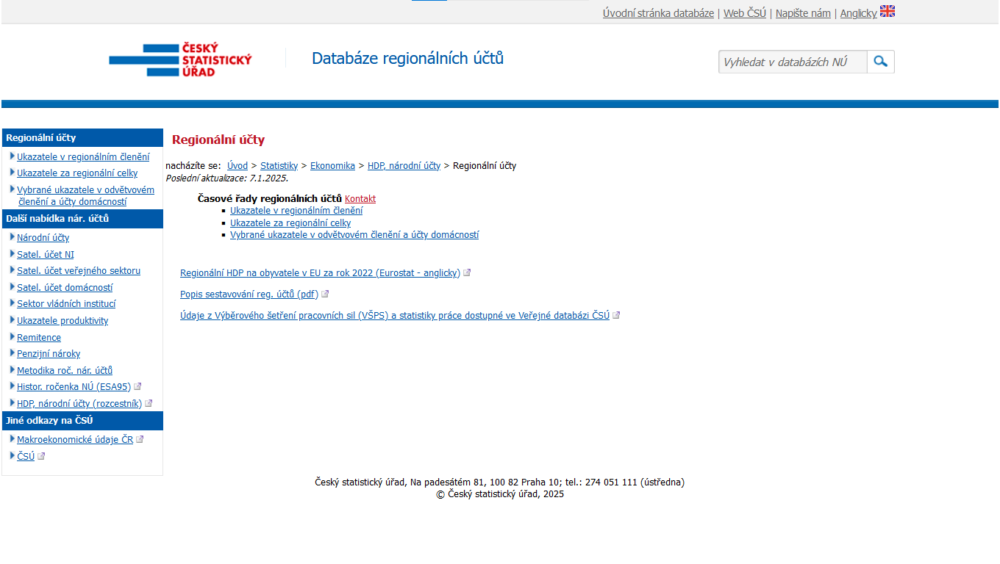 Úvodní stránka databáze | Web ČSÚ | Napište nám | Anglicky
ČESKÝ
STATISTICKÝ
ÚŘAD
Databáze regionálních účtů
Vyhledat v databázích NÚ
Regionální účty
Ukazatele v regionálním členění
Ukazatele za regionální celky
Vybrané ukazatele v odvětvovém
členění a účty domácností
Další nabídka nár. účtů
Národní účty
Satel. účet NI
Satel. účet veřejného sektoru
Satel. účet domácností
Sektor vládních institucí
Ukazatele produktivity
Remitence
Penzijní nároky
Metodika roč. nár. účtů
Histor. ročenka NÚ (ESA95)
HDP, národní účty (rozcestník)
Jiné odkazy na ČSÚ
Makroekonomické údaje ČR
ČSÚ
Regionální účty
nacházíte se: Úvod > Statistiky > Ekonomika > HDP, národní účty > Regionální účty
Poslední aktualizace: 7.1.2025.
Časové řady regionálních účtů Kontakt
Ukazatele v regionálním členění
Ukazatele za regionální celky
Vybrané ukazatele v odvětvovém členění a účty domácností
Regionální HDP na obyvatele v EU za rok 2022 (Eurostat - anglicky)
Popis sestavování reg. účtů (pdf)
Údaje z Výběrového šetření pracovních sil (VŠPS) a statistiky práce dostupné ve Veřejné databázi ČSÚ
Český statistický úřad, Na padesátém 81, 100 82 Praha 10; tel.: 274 051 111 (ústředna)
© Český statistický úřad, 2025